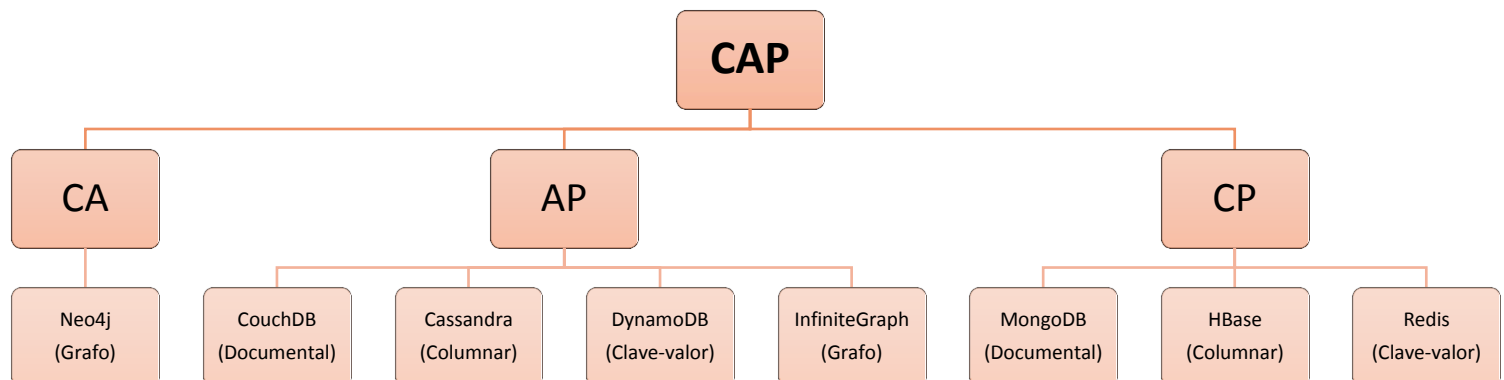 CAP
CA
AP
CP
Neo4j
(Grafo)
CouchDB
(Documental)
Cassandra
(Columnar)
DynamoDB
(Clave-valor)
InfiniteGraph
(Grafo)
MongoDB
(Documental)
HBase
(Columnar)
Redis
(Clave-valor)